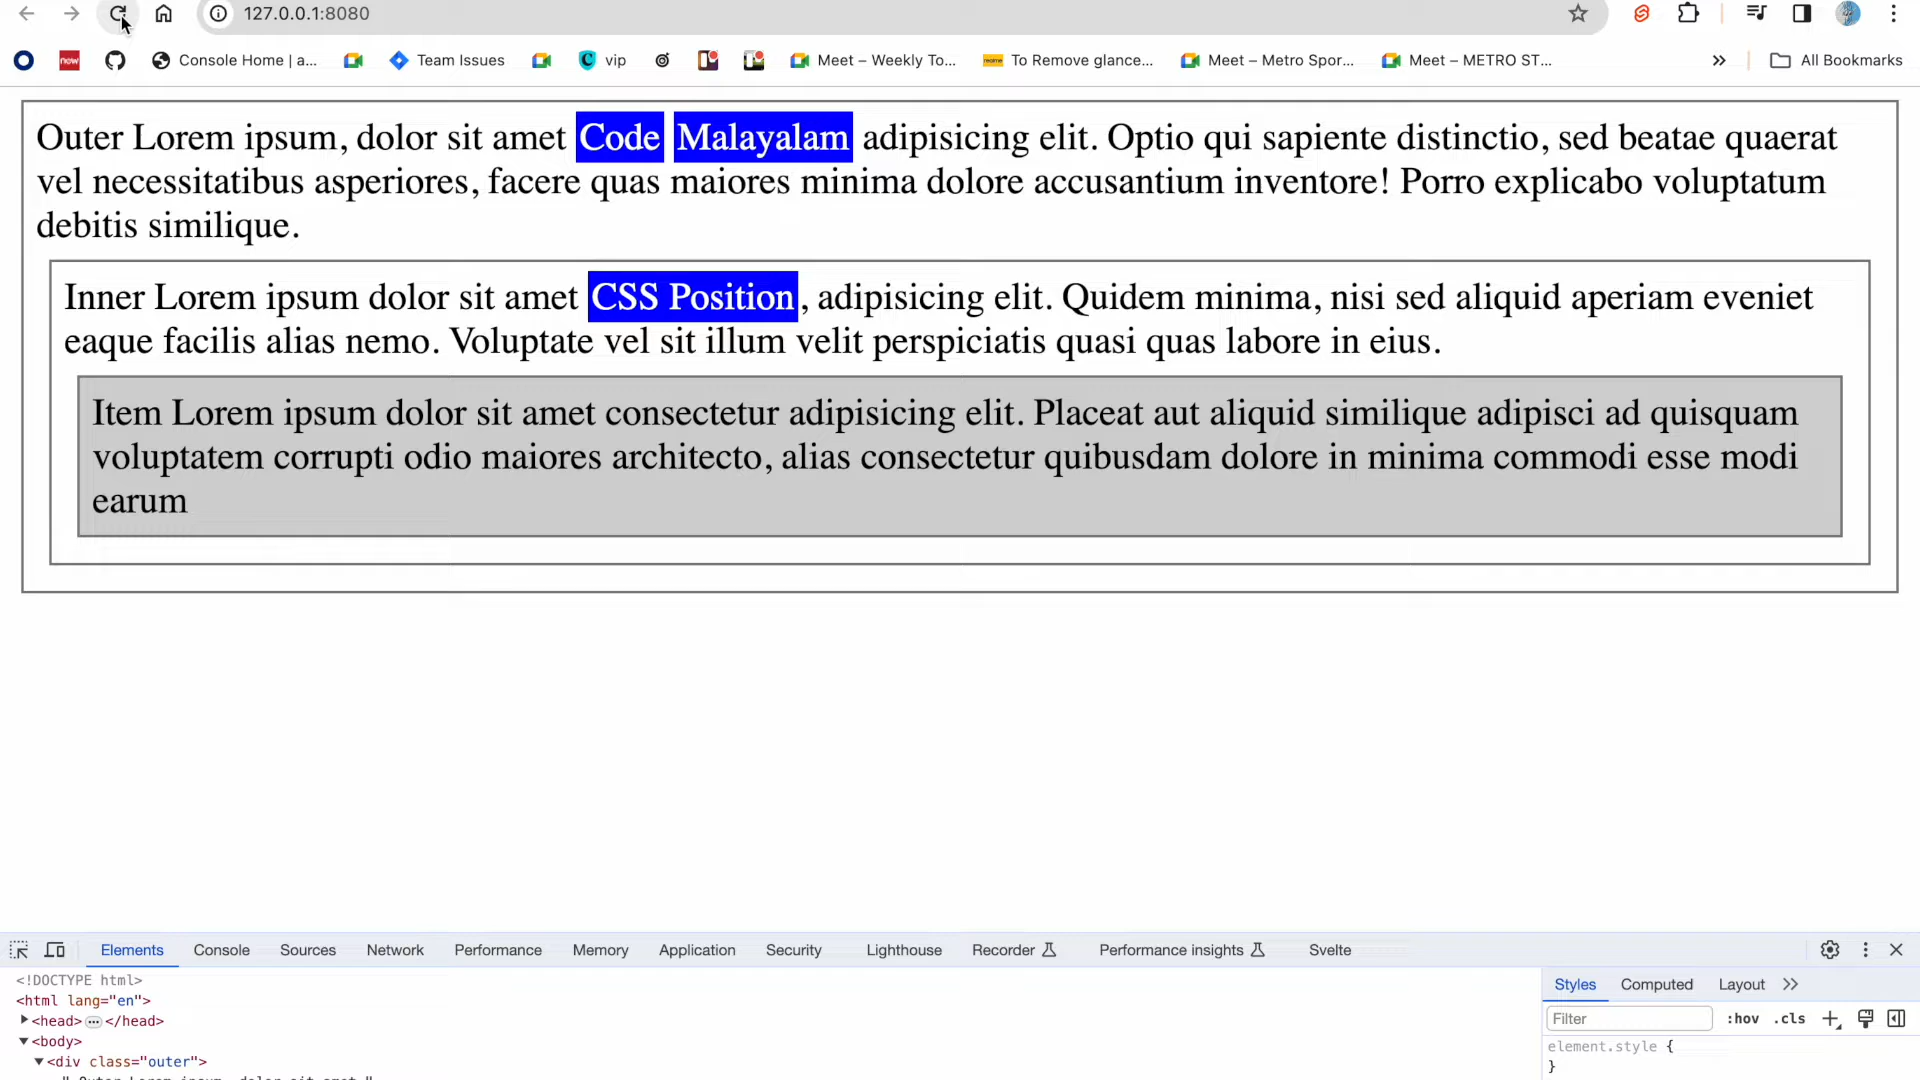 127.0.0.1:8080
new Console Home | a... Team Issues vip To Remove glance... Meet – Weekly To... Meet – Metro Spor... Meet – METRO ST... » All Bookmarks
Outer Lorem ipsum, dolor sit amet Code Malayalam adipisicing elit. Optio qui sapiente distinctio, sed beatae quaerat
vel necessitatibus asperiores, facere quas maiores minima dolore accusantium inventore! Porro explicabo voluptatum
debitis similique.
Inner Lorem ipsum dolor sit amet CSS Position, adipisicing elit. Quidem minima, nisi sed aliquid aperiam eveniet
eaque facilis alias nemo. Voluptate vel sit illum velit perspiciatis quasi quas labore in eius.
Item Lorem ipsum dolor sit amet consectetur adipisicing elit. Placeat aut aliquid similique adipisci ad quisquam
voluptatem corrupti odio maiores architecto, alias consectetur quibusdam dolore in minima commodi esse modi
earum
Elements Console Sources Network Performance Memory Application Security Lighthouse Recorder Performance insights Svelte
<!DOCTYPE html>
<html lang="en">
<head> ... </head>
<body>
<div class="outer">
" Outer Lorem ipsum, dolor sit amet "
Styles Computed Layout »
Filter :hov .cls +
element.style {
}